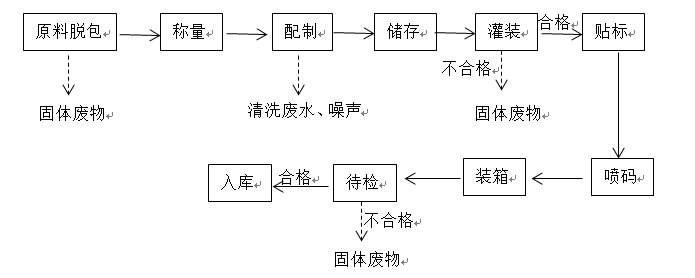 合格
原料脱包
称量
配制
储存
灌装
贴标
不合格
固体废物
清洗废水、噪声
固体废物
入库
合格
待检
装箱
喷码
不合格
固体废物